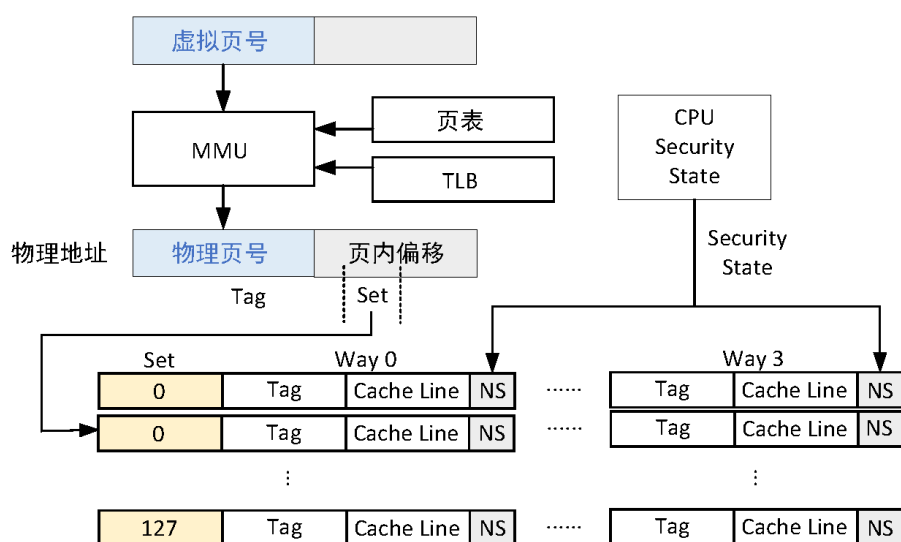 虚拟页号
MMU
页表
TLB
CPU
Security
State
物理地址
物理页号
页内偏移
Tag
Set
Security
State
Set
Way 0
Way 3
0 Tag Cache Line NS ...... Tag Cache Line NS
0 Tag Cache Line NS ...... Tag Cache Line NS
⋮ ⋮
127 Tag Cache Line NS ...... Tag Cache Line NS